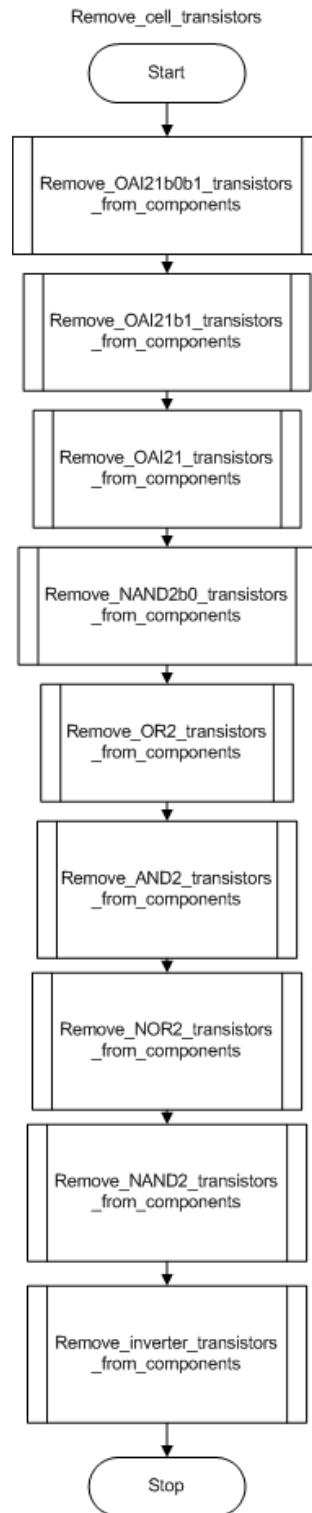 Remove_cell_transistors
Start
Remove_OAI21b0b1_transistors
_from_components
Remove_OAI21b1_transistors
_from_components
Remove_OAI21_transistors
_from_components
Remove_NAND2b0_transistors
_from_components
Remove_OR2_transistors
_from_components
Remove_AND2_transistors
_from_components
Remove_NOR2_transistors
_from_components
Remove_NAND2_transistors
_from_components
Remove_inverter_transistors
_from_components
Stop